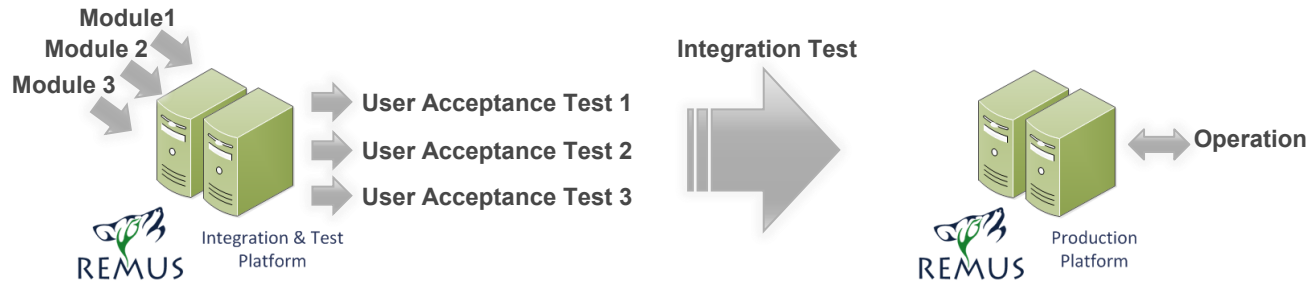 Module1
Module 2
Module 3
User Acceptance Test 1
User Acceptance Test 2
User Acceptance Test 3
REMUS
Integration & Test
Platform
Integration Test
Operation
REMUS
Production
Platform